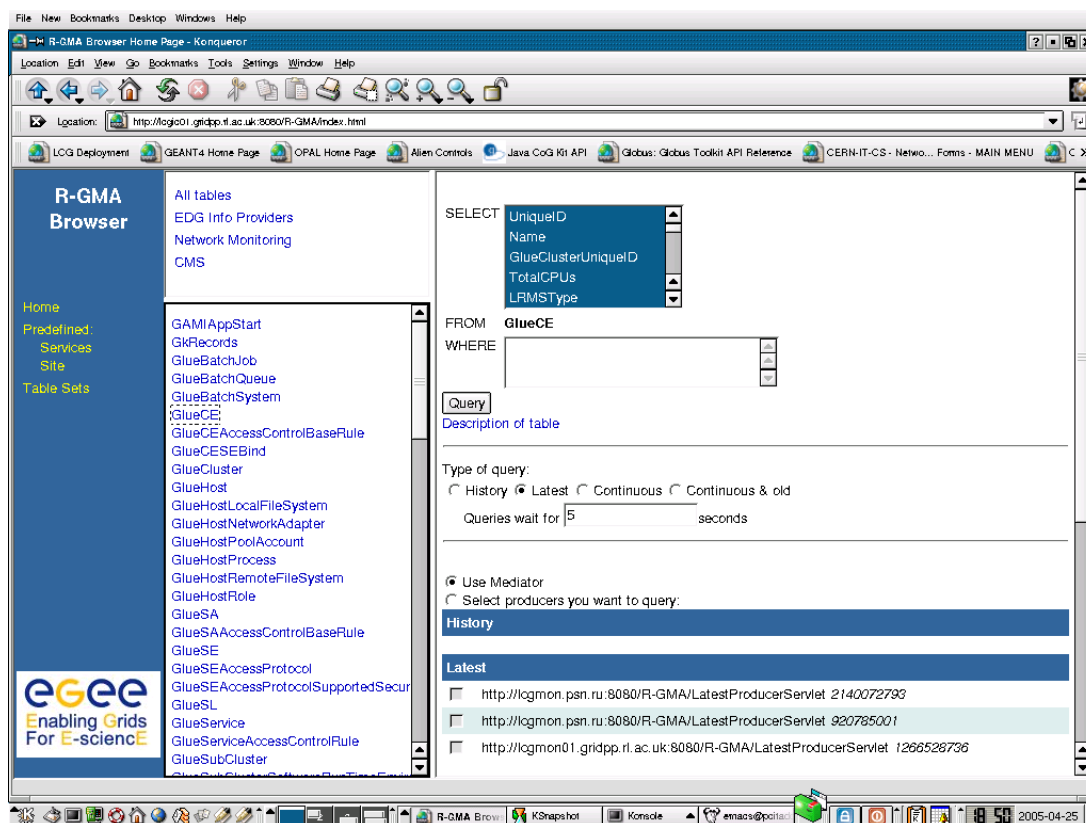 File New Bookmarks Desktop Windows Help
R-GMA Browser Home Page - Konqueror
Location Edit View Go Bookmarks Tools Settings Window Help
Location: http://lcgic01.gridpp.rl.ac.uk:8080/R-GMA/index.html
LCG Deployment GEANT4 Home Page OPAL Home Page Alien Controls Java CoG Kit API Globus: Globus Toolkit API Reference CERN-IT-CS - Netwo... Forms - MAIN MENU C
R-GMA
Browser
Home
Predefined:
Services
Site
Table Sets
egee
Enabling Grids
For E-sciencE
All tables
EDG Info Providers
Network Monitoring
CMS
GAMIAppStart
GkRecords
GlueBatchJob
GlueBatchQueue
GlueBatchSystem
GlueCE
GlueCEAccessControlBaseRule
GlueCESEBind
GlueCluster
GlueHost
GlueHostLocalFileSystem
GlueHostNetworkAdapter
GlueHostPoolAccount
GlueHostProcess
GlueHostRemoteFileSystem
GlueHostRole
GlueSA
GlueSAAccessControlBaseRule
GlueSE
GlueSEAccessProtocol
GlueSEAccessProtocolSupportedSecur
GlueSL
GlueService
GlueServiceAccessControlRule
GlueSubCluster
SELECT UniqueID
Name
GlueClusterUniqueID
TotalCPUs
LRMSType
FROM GlueCE
WHERE
Query
Description of table
Type of query:
History Latest Continuous Continuous & old
Queries wait for 5 seconds
Use Mediator
Select producers you want to query:
History
Latest
http://lcgmon.psn.ru:8080/R-GMA/LatestProducerServlet 2140072793
http://lcgmon.psn.ru:8080/R-GMA/LatestProducerServlet 920785001
http://lcgmon01.gridpp.rl.ac.uk:8080/R-GMA/LatestProducerServlet 1266528736
R-GMA Brows KSnapshot Konsole emacs@pcitac 18 50 2005-04-25